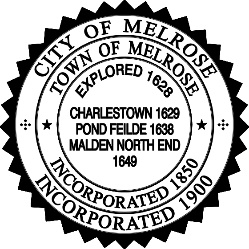 CITY OF MELROSE
TOWN OF MELROSE
EXPLORED 1628
CHARLESTOWN 1629
POND FEILDE 1638
MALDEN NORTH END
1649
INCORPORATED 1850
INCORPORATED 1900